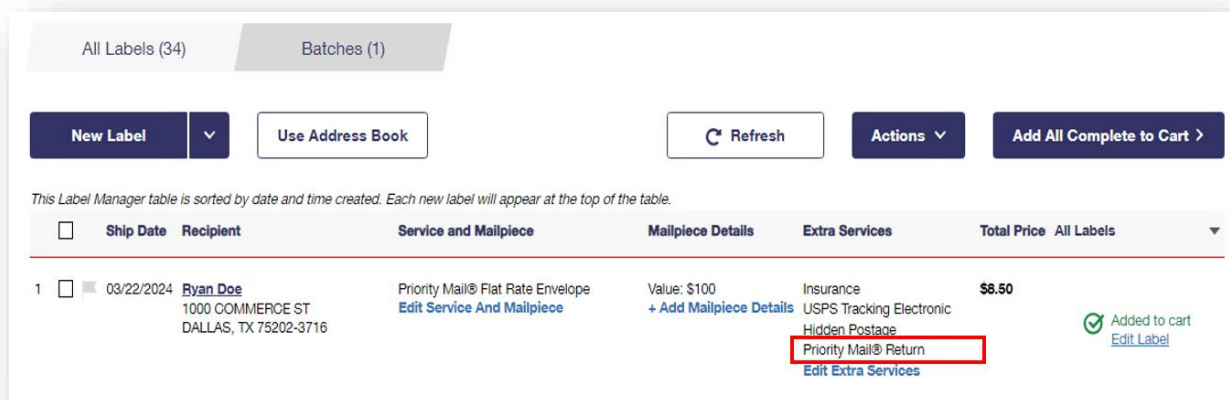 All Labels (34) Batches (1)
New Label Use Address Book Refresh Actions Add All Complete to Cart >
This Label Manager table is sorted by date and time created. Each new label will appear at the top of the table.
Ship Date Recipient Service and Mailpiece Mailpiece Details Extra Services Total Price All Labels
1 03/22/2024 Ryan Doe Priority Mail® Flat Rate Envelope Value: $100 Insurance $8.50
1000 COMMERCE ST Edit Service And Mailpiece + Add Mailpiece Details USPS Tracking Electronic
DALLAS, TX 75202-3716 Hidden Postage Added to cart
Priority Mail® Return Edit Label
Edit Extra Services